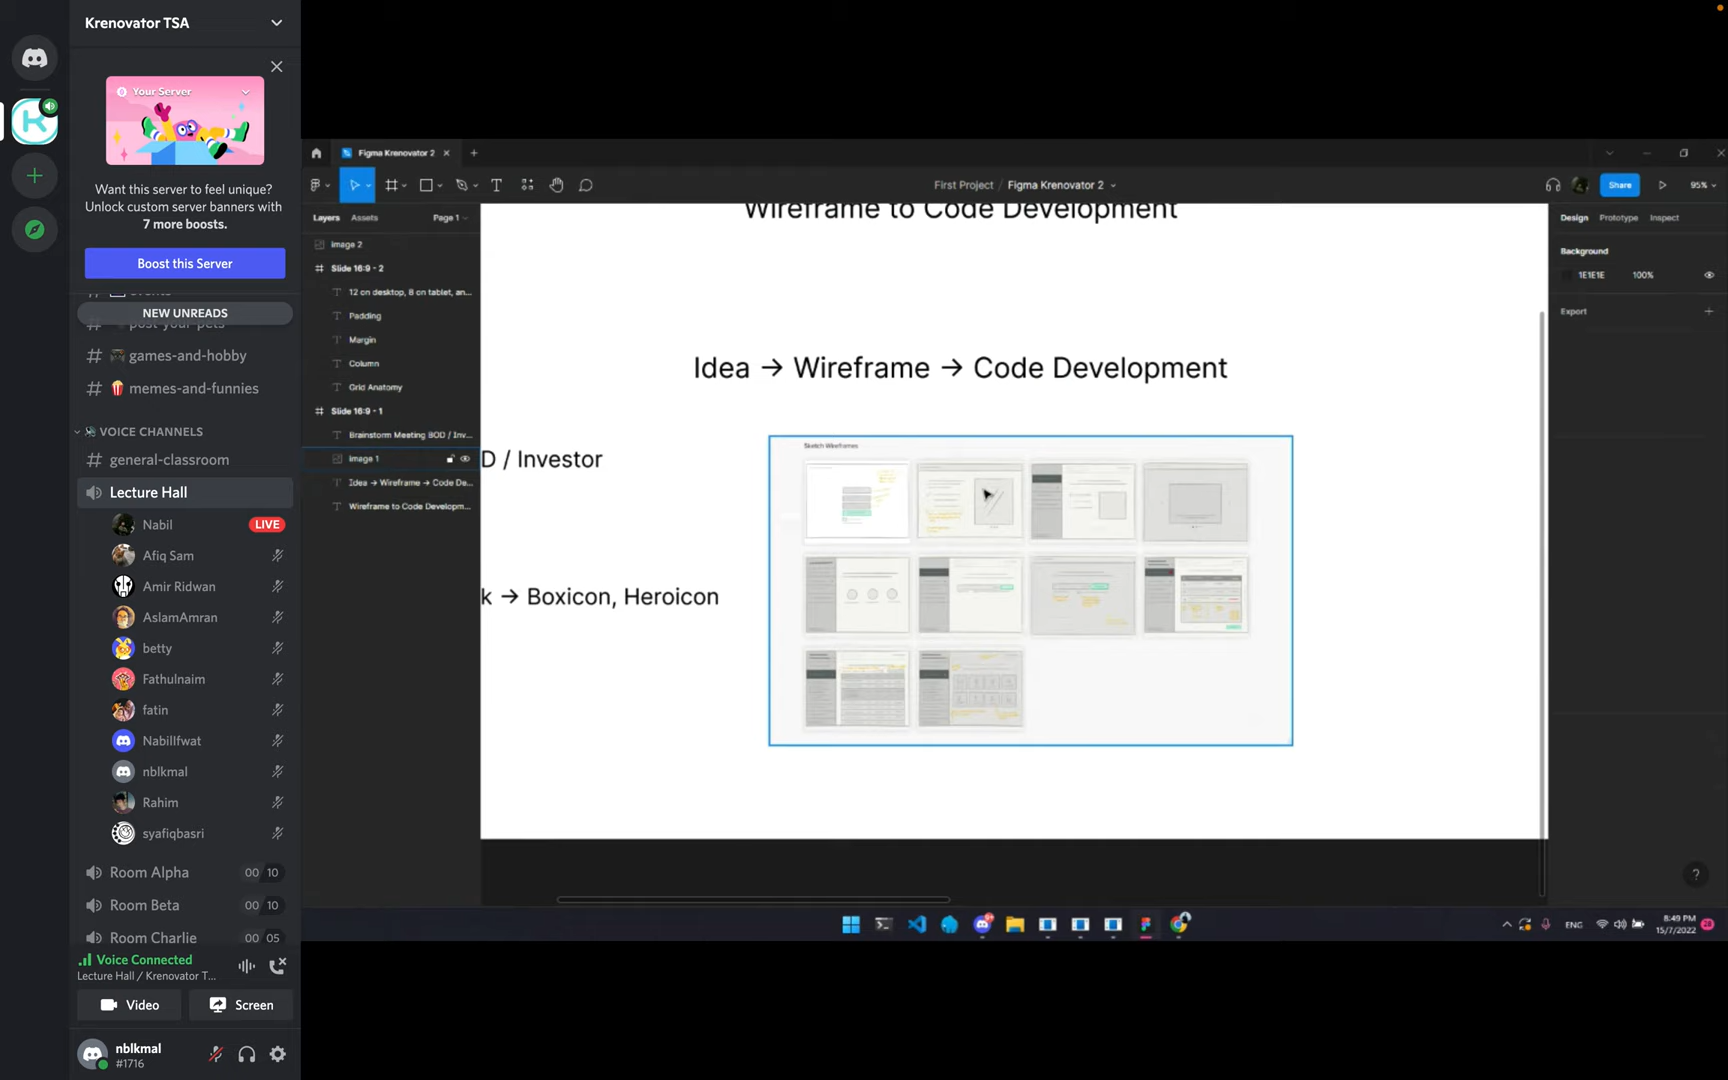 Krenovator TSA
Your Server
Want this server to feel unique?
Unlock custom server banners with
7 more boosts.
Boost this Server
NEW UNREADS
post-your-pets
games-and-hobby
memes-and-funnies
VOICE CHANNELS
general-classroom
Lecture Hall
Nabil
LIVE
Afiq Sam
Amir Ridwan
AslamAmran
betty
Fathulnaim
fatin
NabilIfwat
nblkmal
Rahim
syafiqbasri
Room Alpha
00 10
Room Beta
00 10
Room Charlie
00 05
Voice Connected
Lecture Hall / Krenovator T...
Video
Screen
nblkmal
#1716
Figma Krenovator 2
First Project / Figma Krenovator 2
Share
95%
Layers
Assets
Page 1
image 2
Slide 16:9 - 2
12 on desktop, 8 on tablet, an...
Padding
Margin
Column
Grid Anatomy
Slide 16:9 - 1
Brainstorm Meeting BOD / Inv...
image 1
Idea → Wireframe → Code De...
Wireframe to Code Developm...
Wireframe to Code Development
Idea → Wireframe → Code Development
D / Investor
k → Boxicon, Heroicon
Sketch Wireframes
Design
Prototype
Inspect
Background
1E1E1E
100%
Export
?
ENG
8:49 PM
15/7/2022